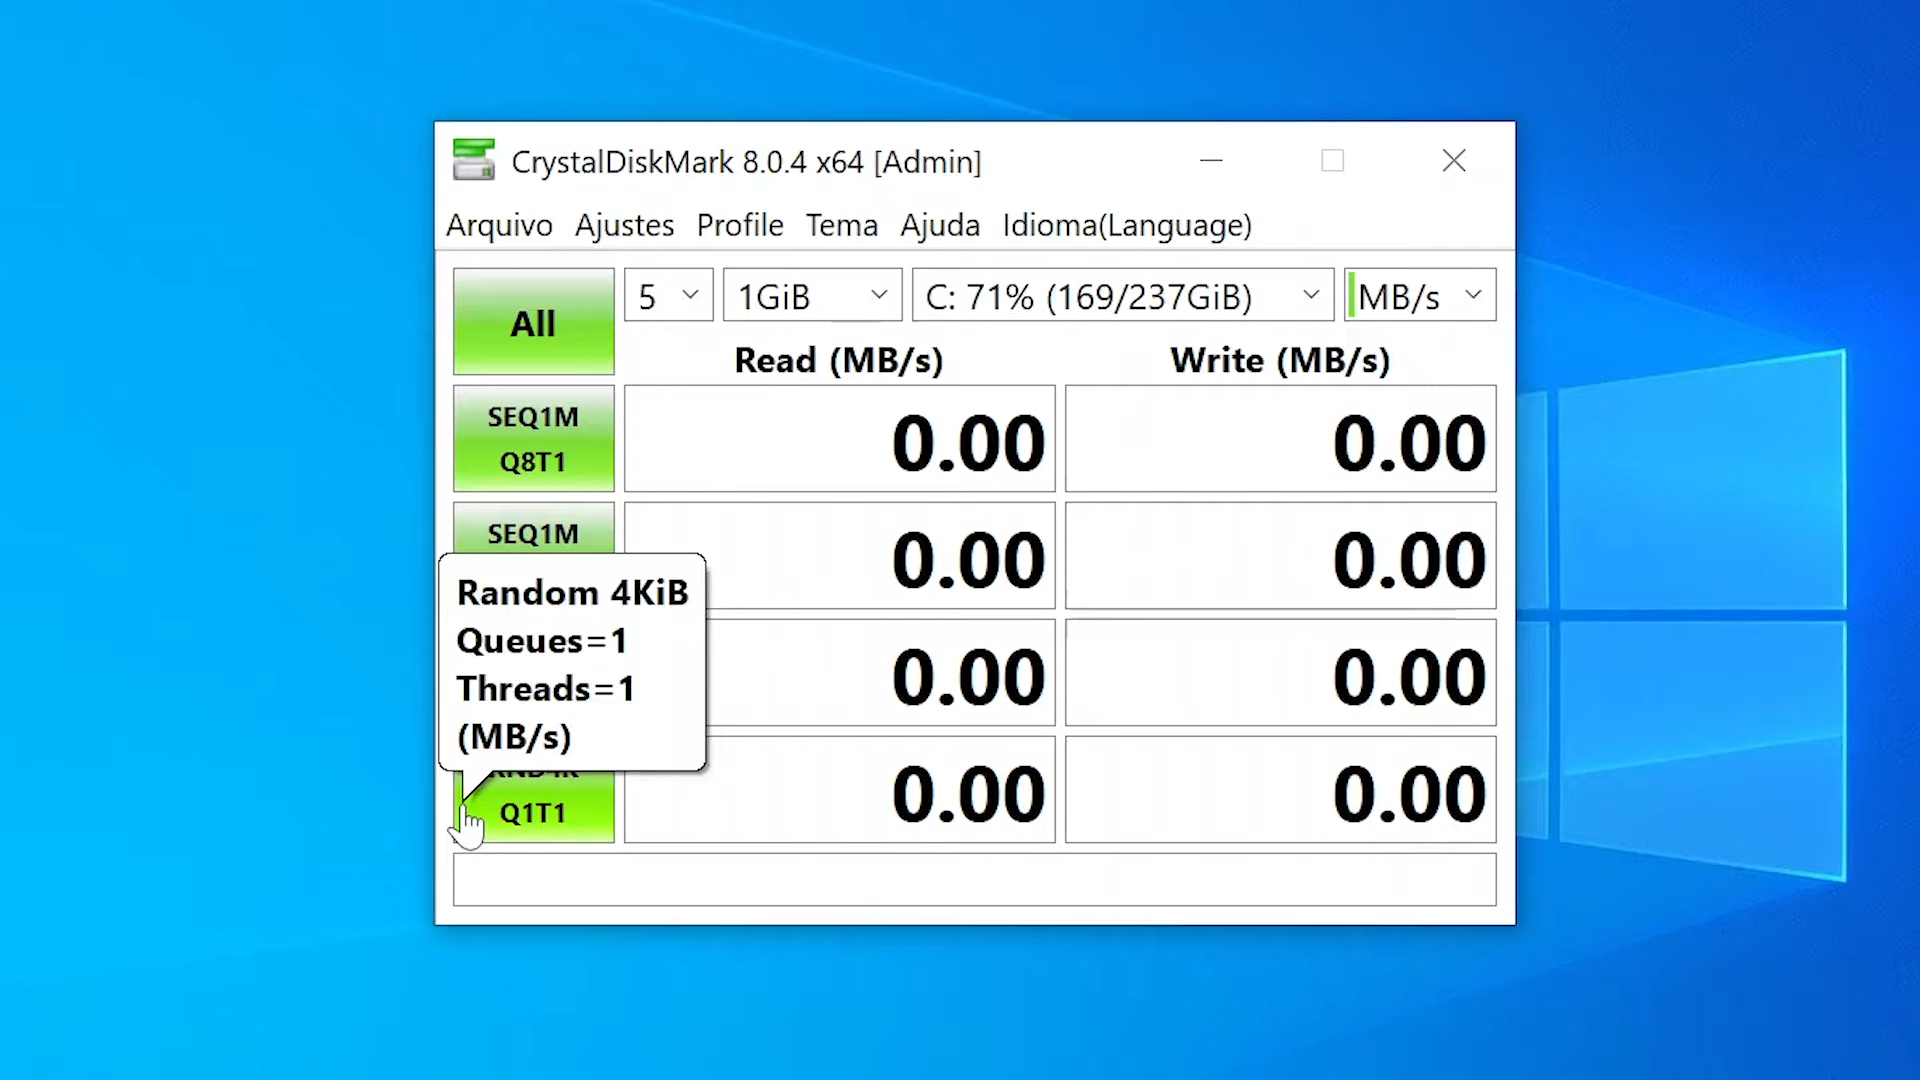 CrystalDiskMark 8.0.4 x64 [Admin]
Arquivo Ajustes Profile Tema Ajuda Idioma(Language)
All
5
1GiB
C: 71% (169/237GiB)
MB/s
Read (MB/s)
Write (MB/s)
SEQ1M
Q8T1
0.00
0.00
SEQ1M
0.00
0.00
Random 4KiB
Queues=1
Threads=1
(MB/s)
0.00
0.00
Q1T1
0.00
0.00